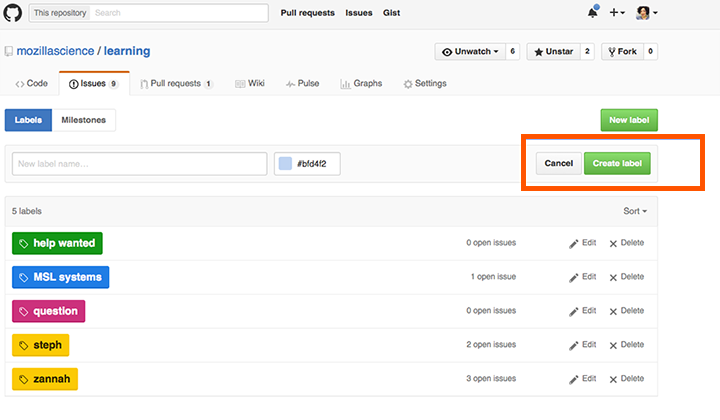 This repository Search Pull requests Issues Gist
mozillascience / learning Unwatch 6 Unstar 2 Fork 0
Code Issues 9 Pull requests 1 Wiki Pulse Graphs Settings
Labels Milestones New label
New label name… #bfd4f2 Cancel Create label
5 labels Sort
help wanted 0 open issues Edit Delete
MSL systems 1 open issue Edit Delete
question 0 open issues Edit Delete
steph 2 open issues Edit Delete
zannah 3 open issues Edit Delete